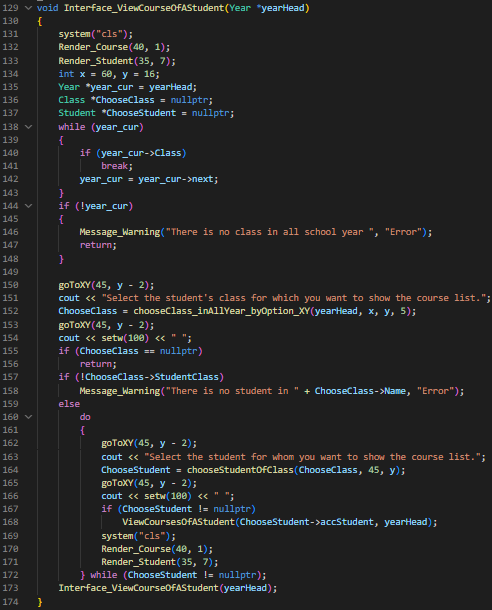 129 void Interface_ViewCourseOfAStudent(Year *yearHead)
130 {
131     system("cls");
132     Render_Course(40, 1);
133     Render_Student(35, 7);
134     int x = 60, y = 16;
135     Year *year_cur = yearHead;
136     Class *ChooseClass = nullptr;
137     Student *ChooseStudent = nullptr;
138     while (year_cur)
139     {
140         if (year_cur->Class)
141             break;
142         year_cur = year_cur->next;
143     }
144     if (!year_cur)
145     {
146         Message_Warning("There is no class in all school year ", "Error");
147         return;
148     }
149
150     goToXY(45, y - 2);
151     cout << "Select the student's class for which you want to show the course list.";
152     ChooseClass = chooseClass_inAllYear_byOption_XY(yearHead, x, y, 5);
153     goToXY(45, y - 2);
154     cout << setw(100) << " ";
155     if (ChooseClass == nullptr)
156         return;
157     if (!ChooseClass->StudentClass)
158         Message_Warning("There is no student in " + ChooseClass->Name, "Error");
159     else
160         do
161         {
162             goToXY(45, y - 2);
163             cout << "Select the student for whom you want to show the course list.";
164             ChooseStudent = chooseStudentOfClass(ChooseClass, 45, y);
165             goToXY(45, y - 2);
166             cout << setw(100) << " ";
167             if (ChooseStudent != nullptr)
168                 ViewCoursesOfAStudent(ChooseStudent->accStudent, yearHead);
169             system("cls");
170             Render_Course(40, 1);
171             Render_Student(35, 7);
172         } while (ChooseStudent != nullptr);
173     Interface_ViewCourseOfAStudent(yearHead);
174 }